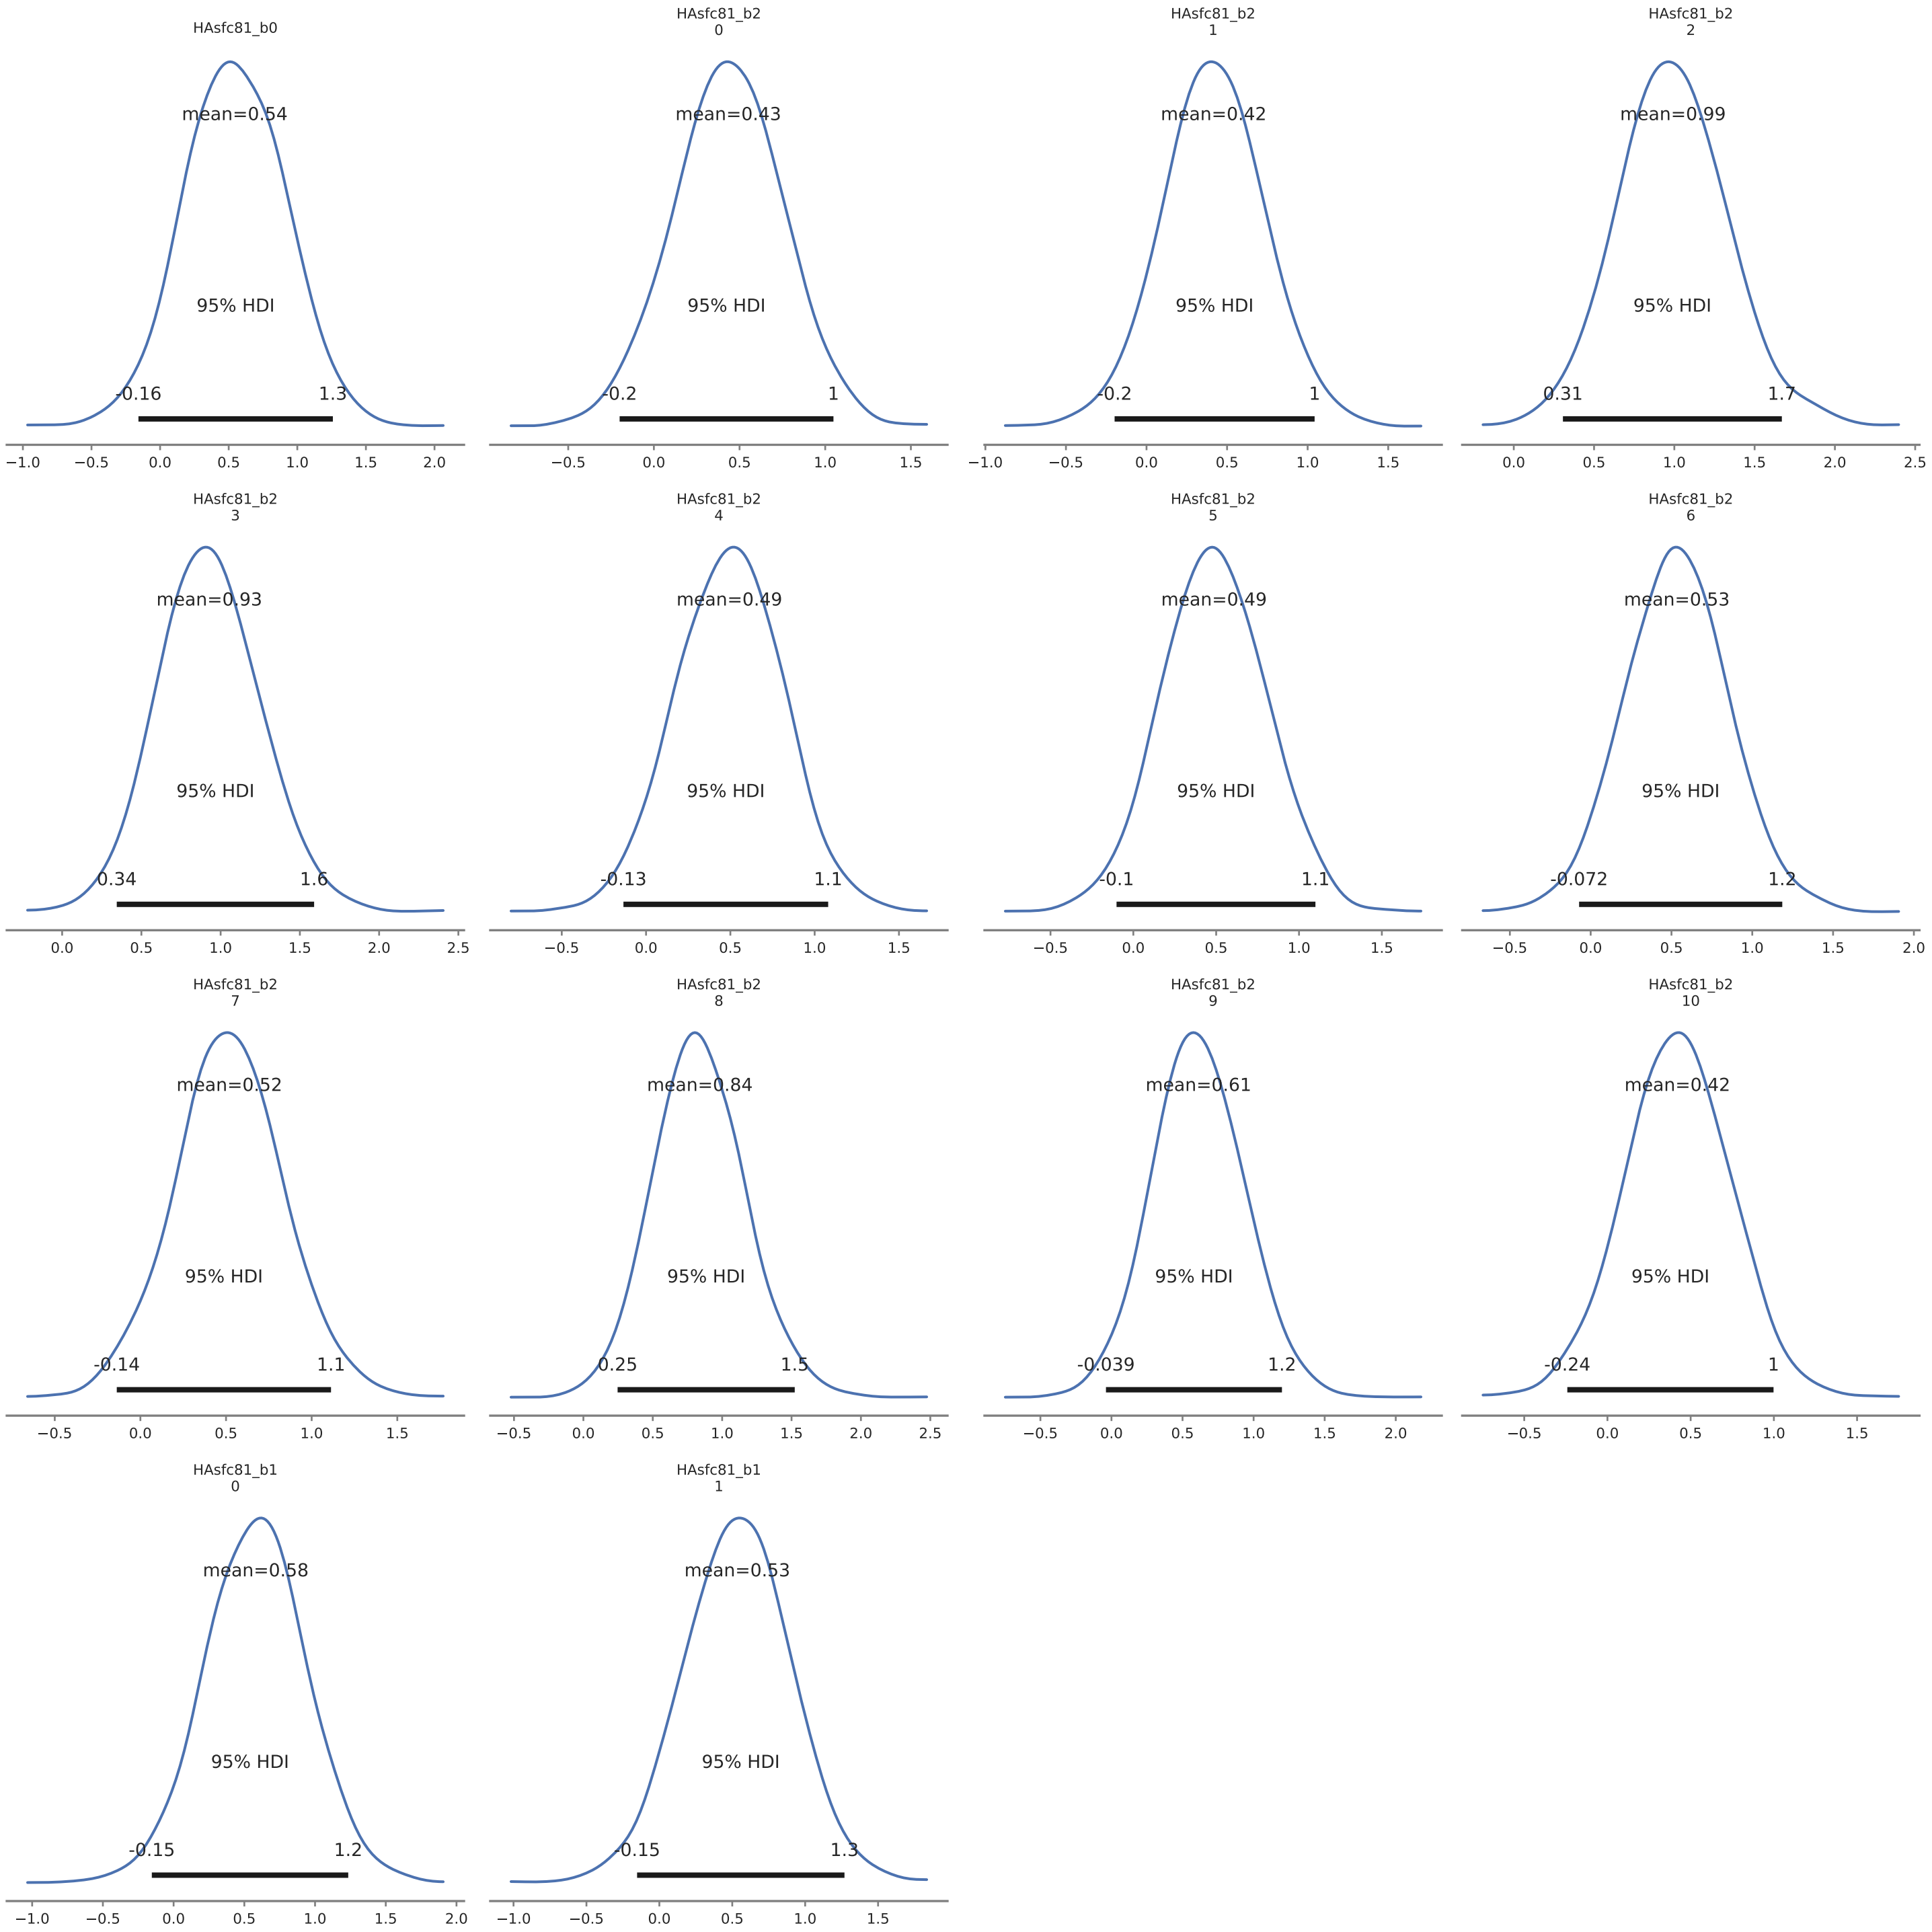 HAsfc81_b0
mean=0.54
95% HDI
-0.16 1.3
−1.0 −0.5 0.0 0.5 1.0 1.5 2.0
HAsfc81_b2
0
mean=0.43
95% HDI
-0.2 1
−0.5 0.0 0.5 1.0 1.5
HAsfc81_b2
1
mean=0.42
95% HDI
-0.2 1
−1.0 −0.5 0.0 0.5 1.0 1.5
HAsfc81_b2
2
mean=0.99
95% HDI
0.31 1.7
0.0 0.5 1.0 1.5 2.0 2.5
HAsfc81_b2
3
mean=0.93
95% HDI
0.34 1.6
0.0 0.5 1.0 1.5 2.0 2.5
HAsfc81_b2
4
mean=0.49
95% HDI
-0.13 1.1
−0.5 0.0 0.5 1.0 1.5
HAsfc81_b2
5
mean=0.49
95% HDI
-0.1 1.1
−0.5 0.0 0.5 1.0 1.5
HAsfc81_b2
6
mean=0.53
95% HDI
-0.072 1.2
−0.5 0.0 0.5 1.0 1.5 2.0
HAsfc81_b2
7
mean=0.52
95% HDI
-0.14 1.1
−0.5 0.0 0.5 1.0 1.5
HAsfc81_b2
8
mean=0.84
95% HDI
0.25 1.5
−0.5 0.0 0.5 1.0 1.5 2.0 2.5
HAsfc81_b2
9
mean=0.61
95% HDI
-0.039 1.2
−0.5 0.0 0.5 1.0 1.5 2.0
HAsfc81_b2
10
mean=0.42
95% HDI
-0.24 1
−0.5 0.0 0.5 1.0 1.5
HAsfc81_b1
0
mean=0.58
95% HDI
-0.15 1.2
−1.0 −0.5 0.0 0.5 1.0 1.5 2.0
HAsfc81_b1
1
mean=0.53
95% HDI
-0.15 1.3
−1.0 −0.5 0.0 0.5 1.0 1.5